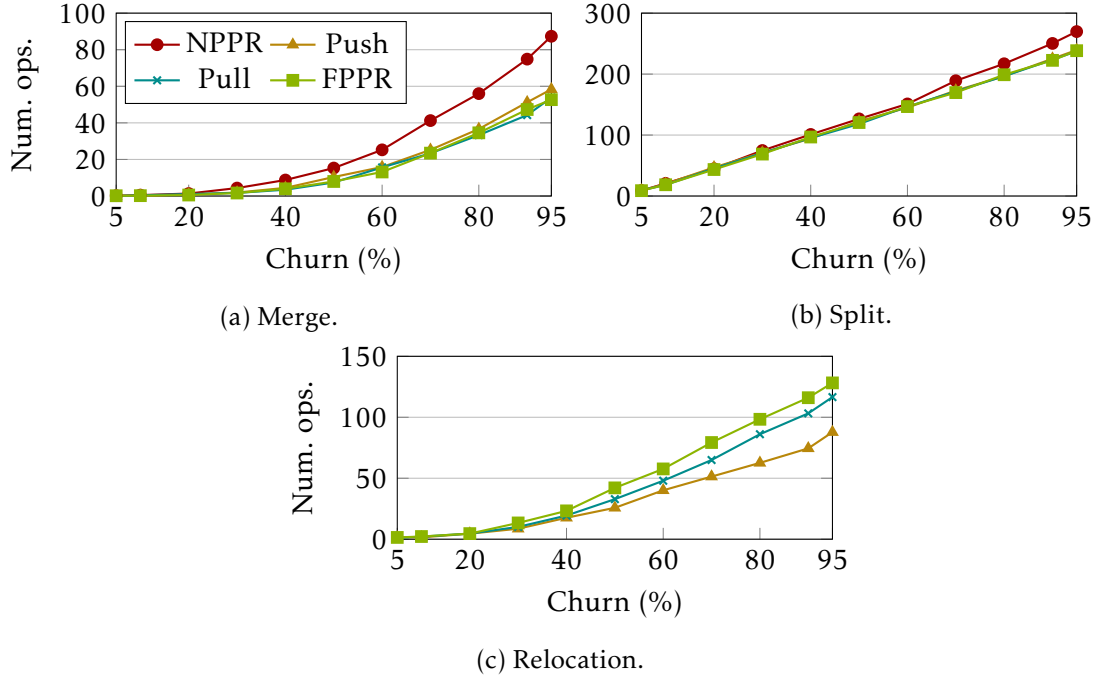 100
80
60
40
20
0
Num. ops.
NPPR
Push
Pull
FPPR
5 20 40 60 80 95
Churn (%)
(a) Merge.
300
200
100
0
5 20 40 60 80 95
Churn (%)
(b) Split.
150
100
50
0
Num. ops.
5 20 40 60 80 95
Churn (%)
(c) Relocation.